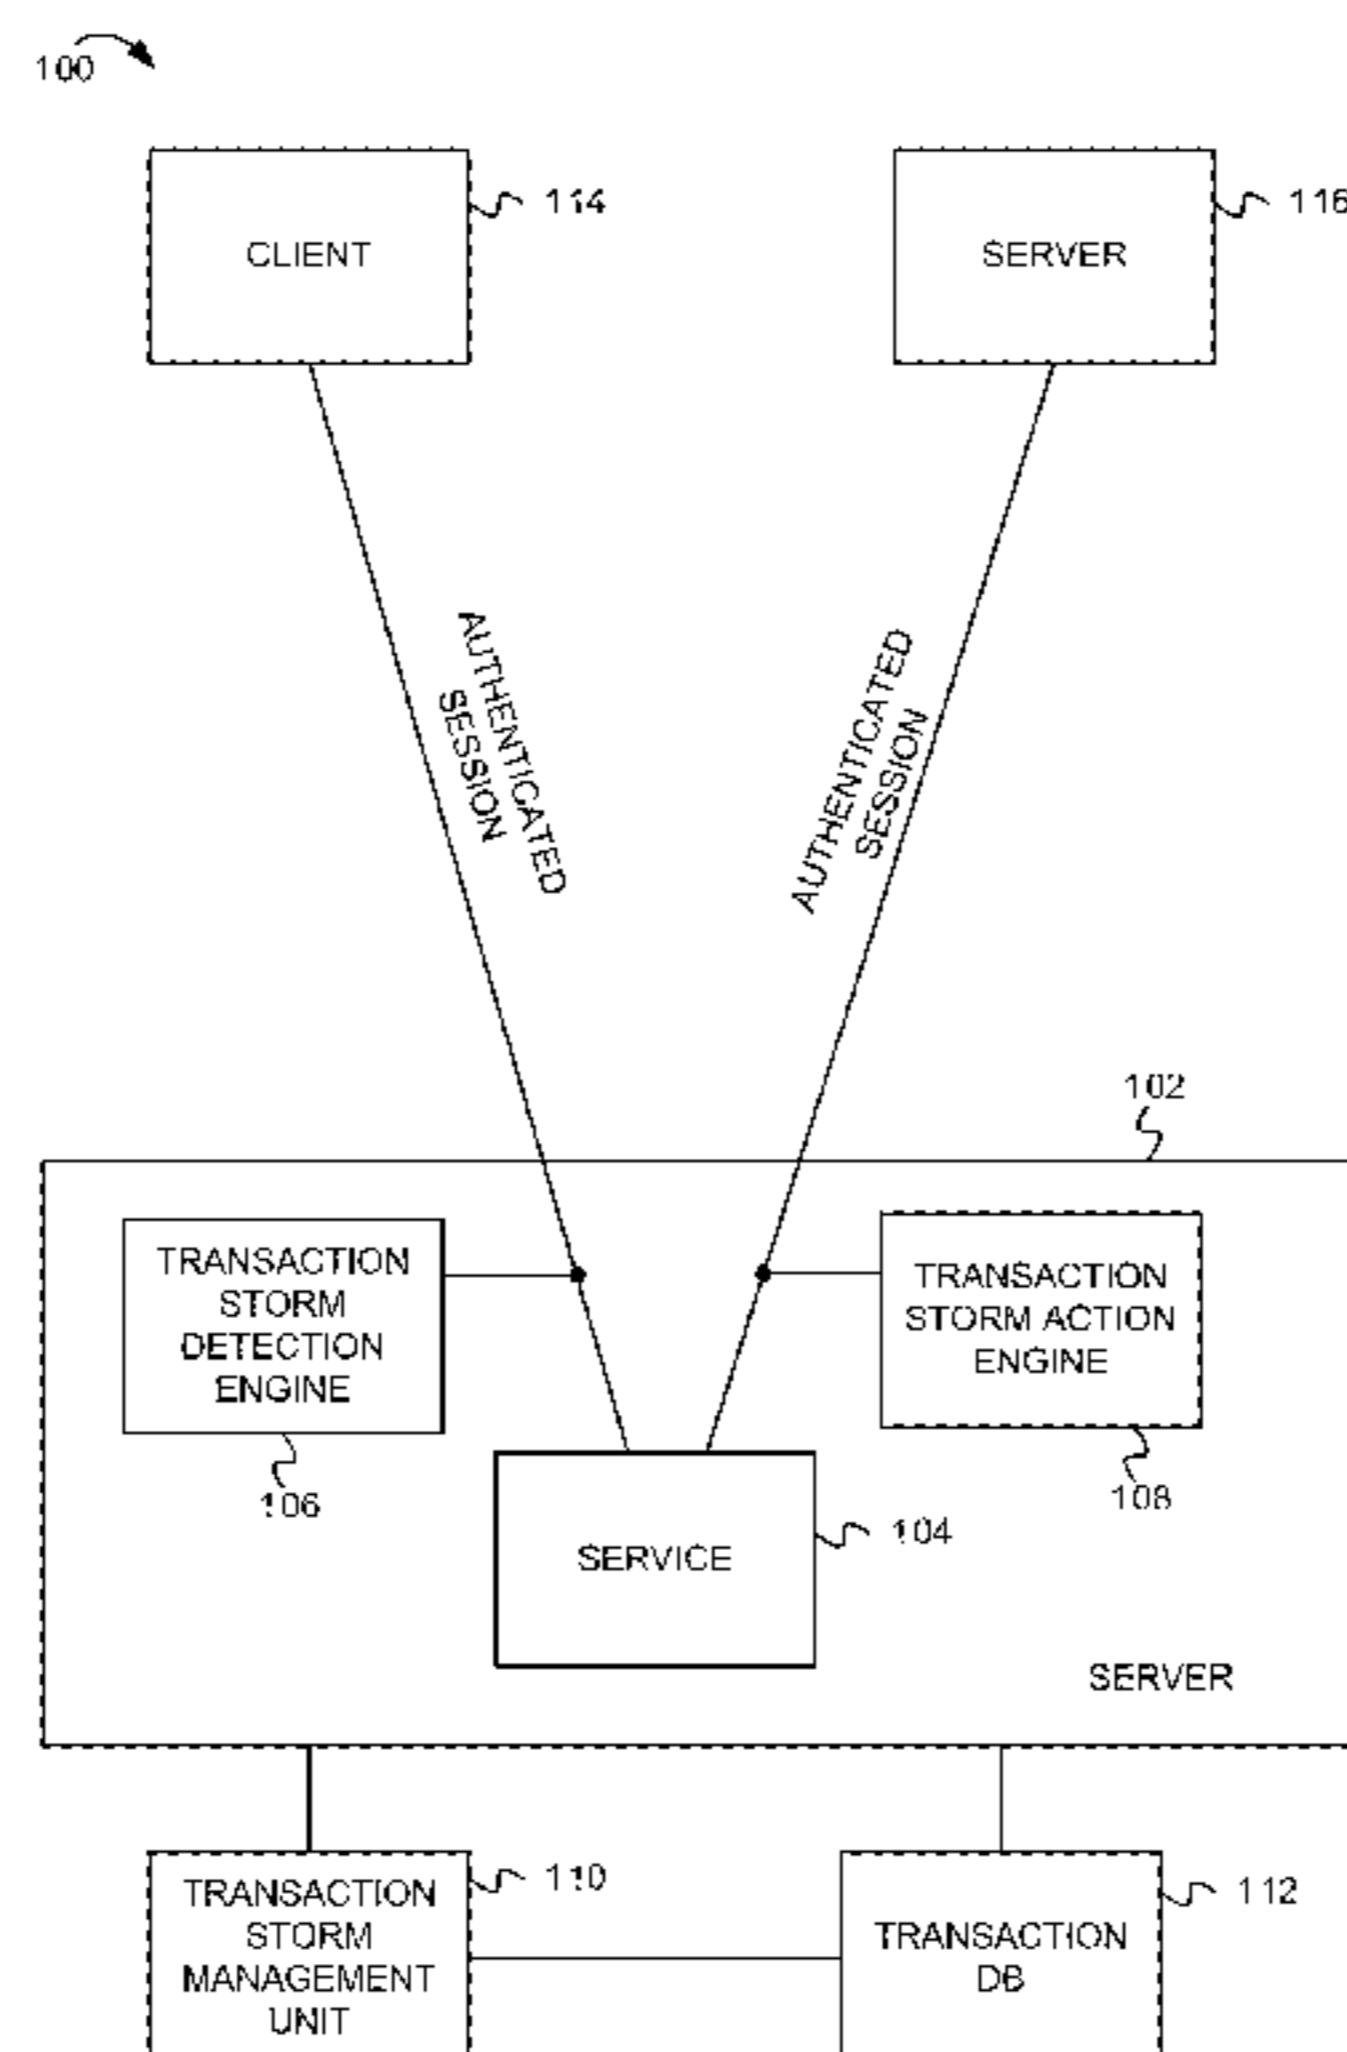 100
CLIENT
114
SERVER
116
AUTHENTICATED
SESSION
AUTHENTICATED
SESSION
102
TRANSACTION
STORM
DETECTION
ENGINE
106
TRANSACTION
STORM ACTION
ENGINE
108
SERVICE
104
SERVER
TRANSACTION
STORM
MANAGEMENT
UNIT
110
TRANSACTION
DB
112